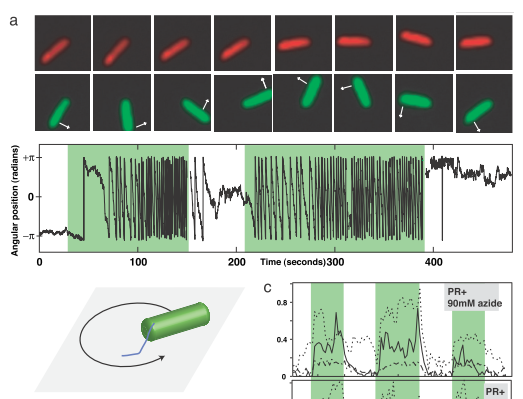 a
Angular position (radians)
+π
0
−π
0
100
200
Time (seconds)
300
400
c
0.8
0.4
0
PR+
90mM azide
PR+